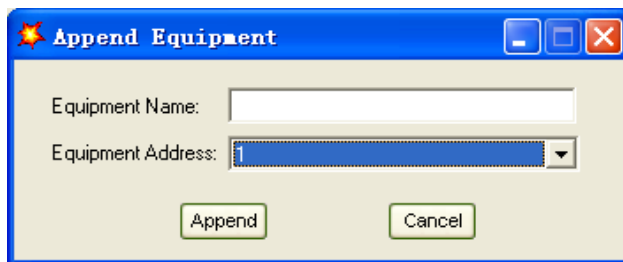 Append Equipment
Equipment Name:
Equipment Address: 1
Append Cancel